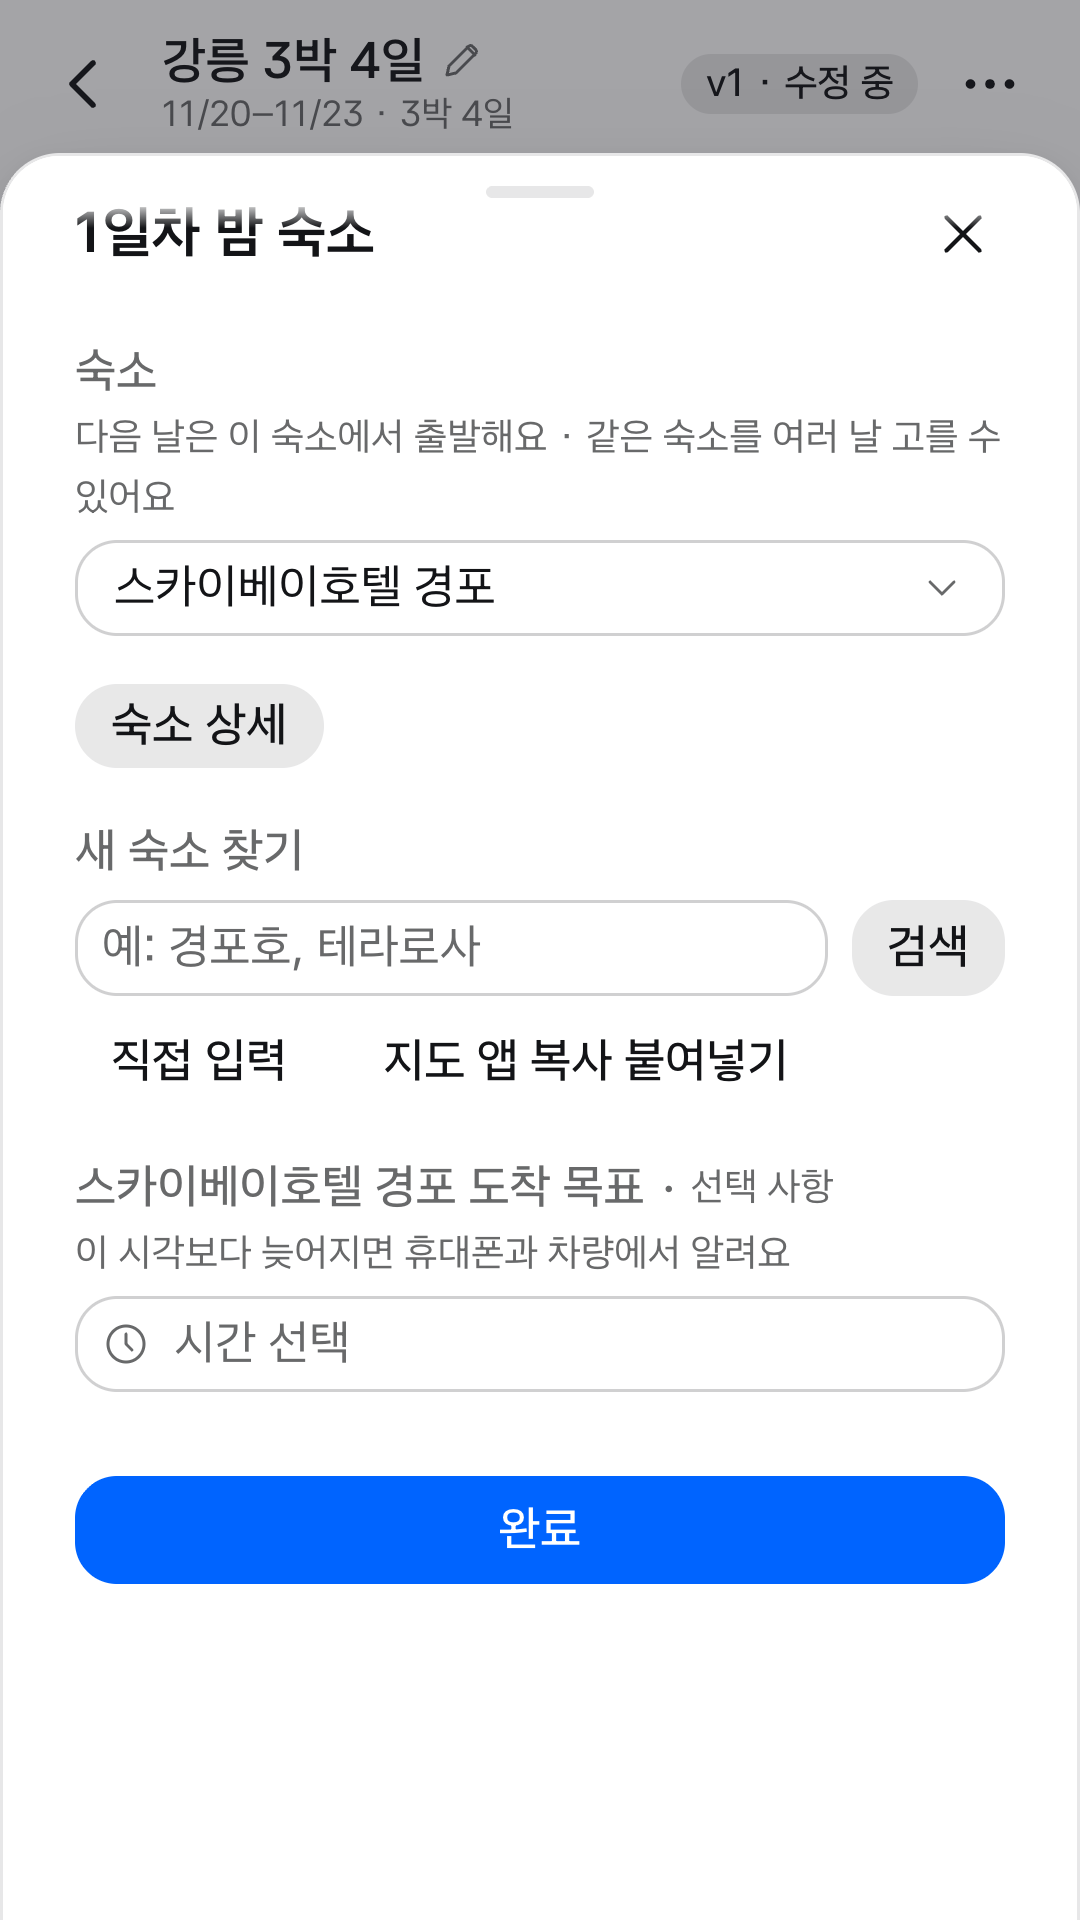 강릉 3박 4일
11/20–11/23 · 3박 4일
v1 · 수정 중
1일차 밤 숙소
숙소
다음 날은 이 숙소에서 출발해요 · 같은 숙소를 여러 날 고를 수
있어요
스카이베이호텔 경포
숙소 상세
새 숙소 찾기
예: 경포호, 테라로사
검색
직접 입력
지도 앱 복사 붙여넣기
스카이베이호텔 경포 도착 목표 · 선택 사항
이 시각보다 늦어지면 휴대폰과 차량에서 알려요
시간 선택
완료